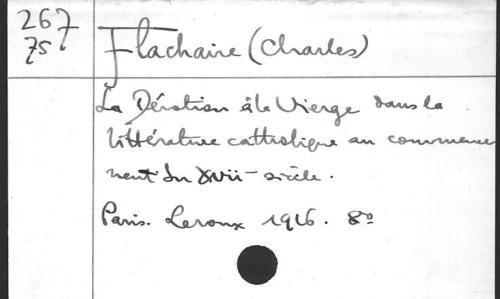 267
75
Flachaire (Charles)
La Dévotion à la Vierge dans la
littérature catholique au commence
ment du XVII-siècle.
Paris. Leroux 1916. 8º